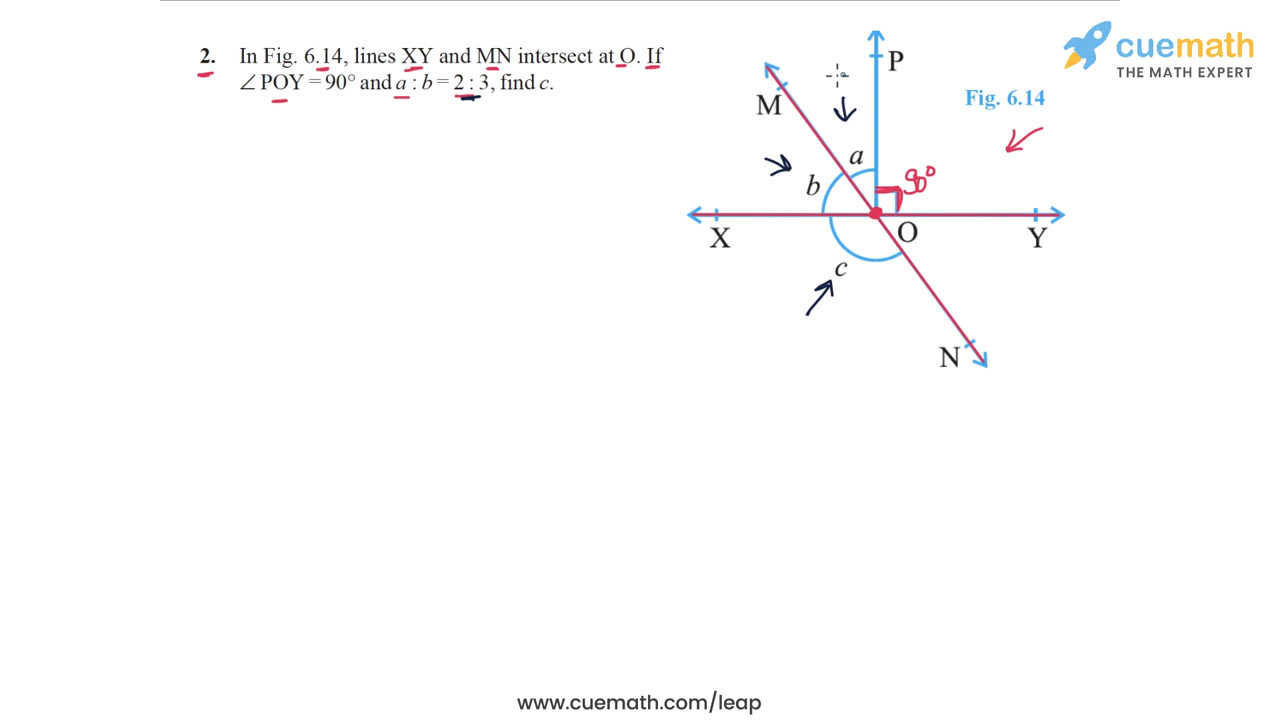 2. In Fig. 6.14, lines XY and MN intersect at O. If
∠ POY = 90° and a : b = 2 : 3, find c.
cuemath
THE MATH EXPERT
Fig. 6.14
P
M
a
90°
b
X
O
Y
c
N
www.cuemath.com/leap